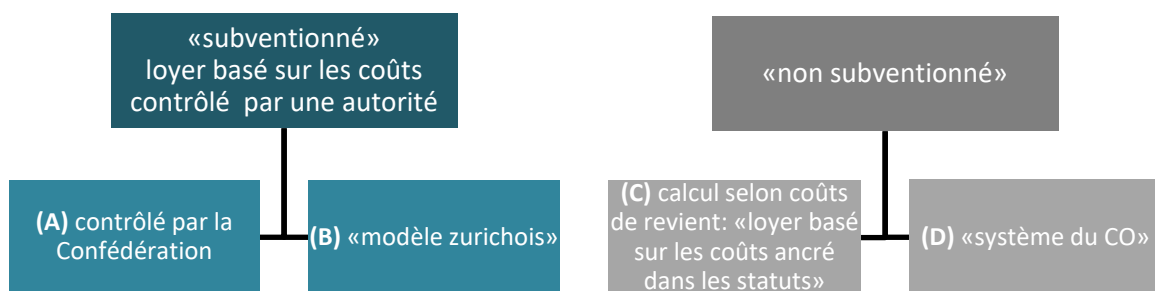 «subventionné»
loyer basé sur les coûts
contrôlé par une autorité
«non subventionné»
(A) contrôlé par la
Confédération
(B) «modèle zurichois»
(C) calcul selon coûts
de revient: «loyer basé
sur les coûts ancré
dans les statuts»
(D) «système du CO»